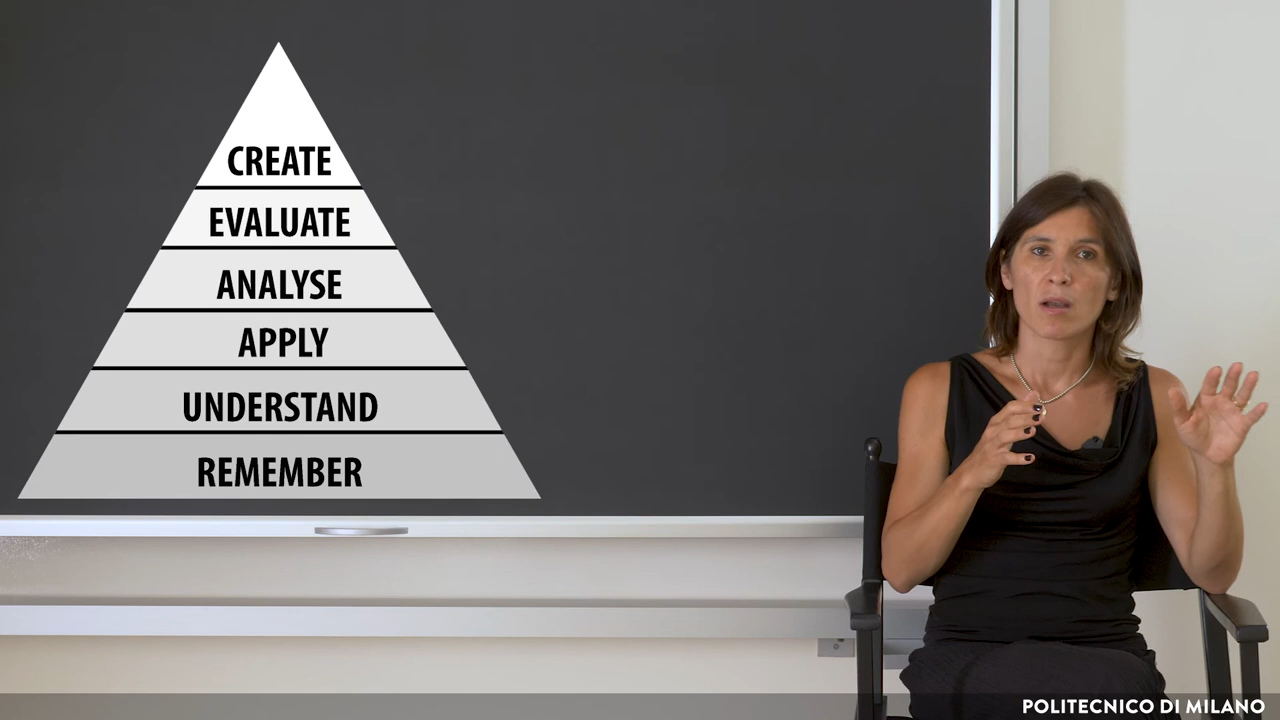 CREATE
EVALUATE
ANALYSE
APPLY
UNDERSTAND
REMEMBER
POLITECNICO DI MILANO